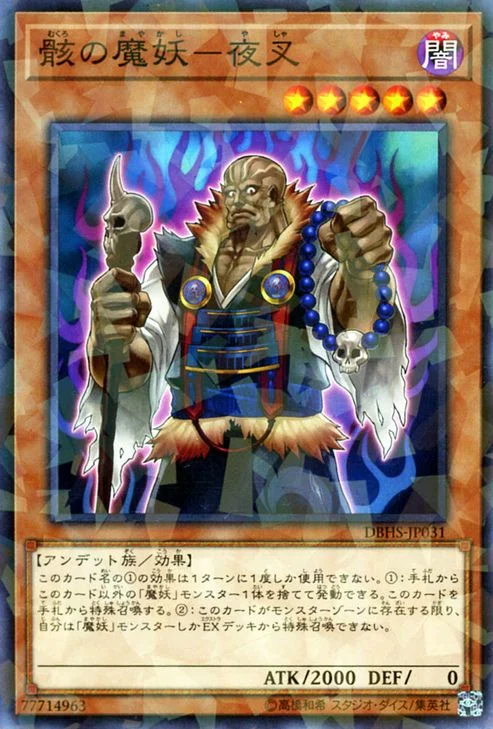 骸の魔妖－夜叉
闇
DBHS-JP031
【アンデット族／効果】
このカード名の①の効果は1ターンに1度しか使用できない。①：手札から
このカード以外の「魔妖」モンスター1体を捨てて発動できる。このカードを
手札から特殊召喚する。②：このカードがモンスターゾーンに存在する限り、
自分は「魔妖」モンスターしかEXデッキから特殊召喚できない。
ATK/2000 DEF/ 0
77714963 ©高橋和希 スタジオ・ダイス/集英社